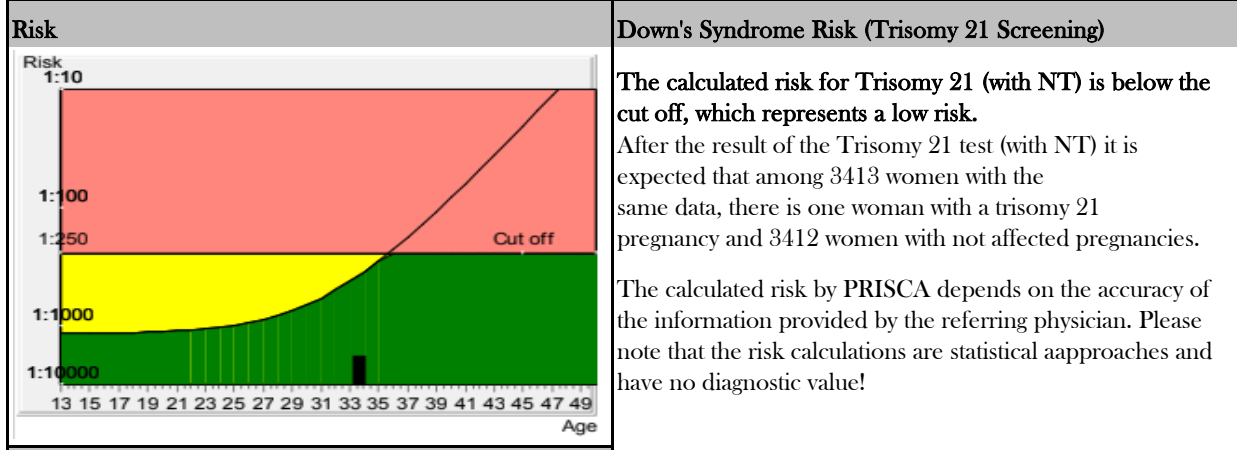 Risk
Down's Syndrome Risk (Trisomy 21 Screening)
Risk
1:10
1:100
1:250
Cut off
1:1000
1:10000
13 15 17 19 21 23 25 27 29 31 33 35 37 39 41 43 45 47 49
Age
The calculated risk for Trisomy 21 (with NT) is below the
cut off, which represents a low risk.
After the result of the Trisomy 21 test (with NT) it is
expected that among 3413 women with the
same data, there is one woman with a trisomy 21
pregnancy and 3412 women with not affected pregnancies.
The calculated risk by PRISCA depends on the accuracy of
the information provided by the referring physician. Please
note that the risk calculations are statistical aapproaches and
have no diagnostic value!